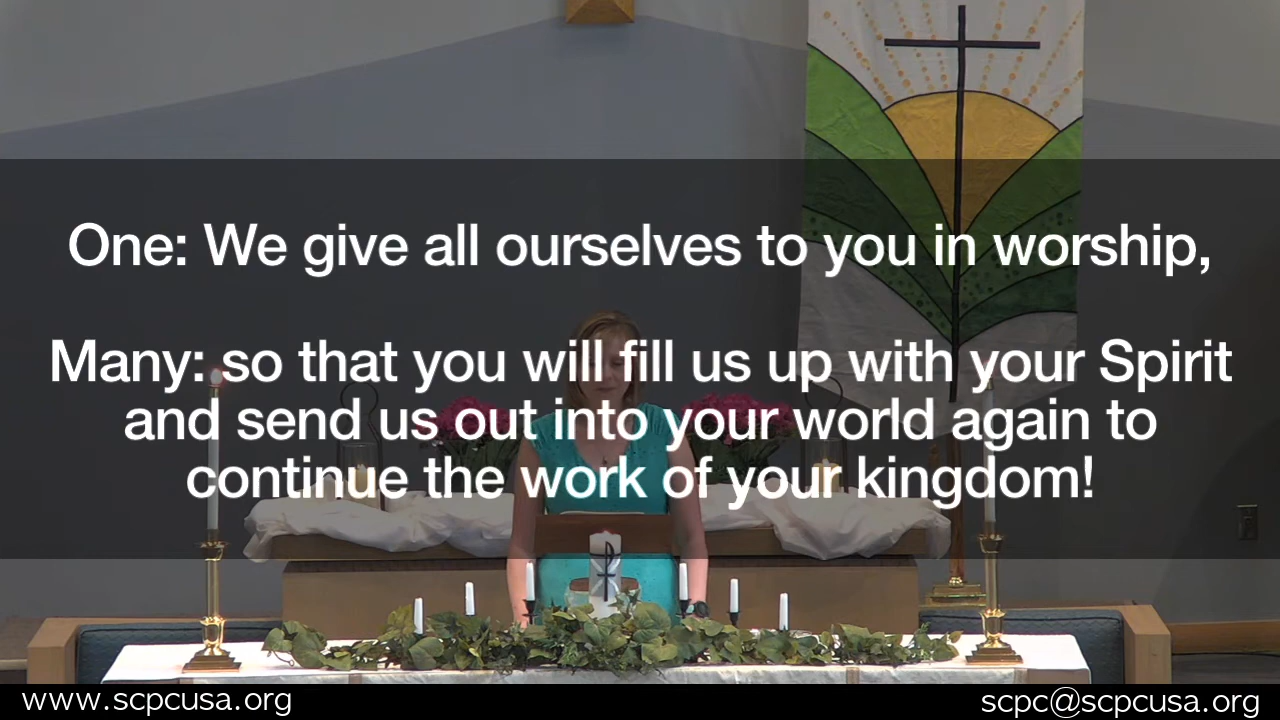 One: We give all ourselves to you in worship,
Many: so that you will fill us up with your Spirit
and send us out into your world again to
continue the work of your kingdom!
www.scpcusa.org
scpc@scpcusa.org